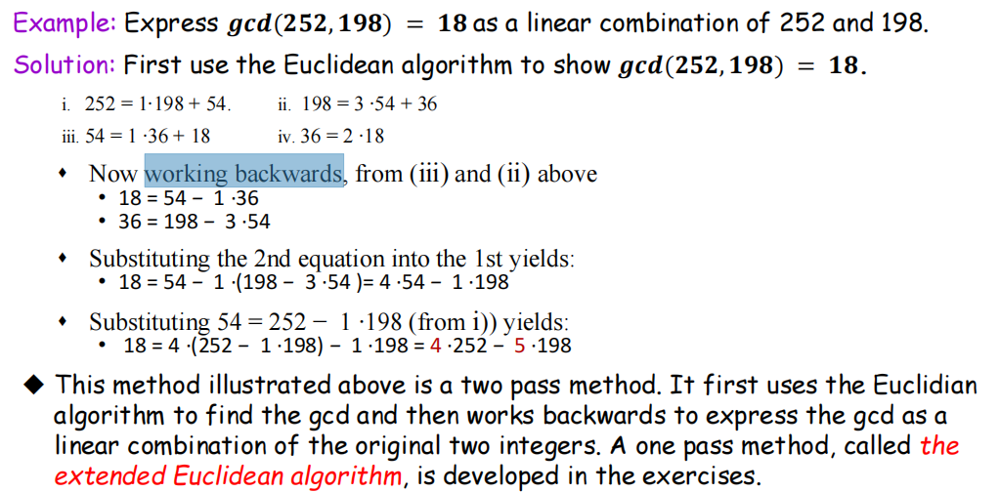 Example: Express gcd(252, 198) = 18 as a linear combination of 252 and 198.
Solution: First use the Euclidean algorithm to show gcd(252, 198) = 18.
i. 252 = 1·198 + 54. ii. 198 = 3 ·54 + 36
iii. 54 = 1 ·36 + 18 iv. 36 = 2 ·18
♦ Now working backwards, from (iii) and (ii) above
• 18 = 54 − 1 ·36
• 36 = 198 − 3 ·54
♦ Substituting the 2nd equation into the 1st yields:
• 18 = 54 − 1 ·(198 − 3 ·54 )= 4 ·54 − 1 ·198
♦ Substituting 54 = 252 − 1 ·198 (from i)) yields:
• 18 = 4 ·(252 − 1 ·198) − 1 ·198 = 4 ·252 − 5 ·198
◆ This method illustrated above is a two pass method. It first uses the Euclidian
algorithm to find the gcd and then works backwards to express the gcd as a
linear combination of the original two integers. A one pass method, called the
extended Euclidean algorithm, is developed in the exercises.